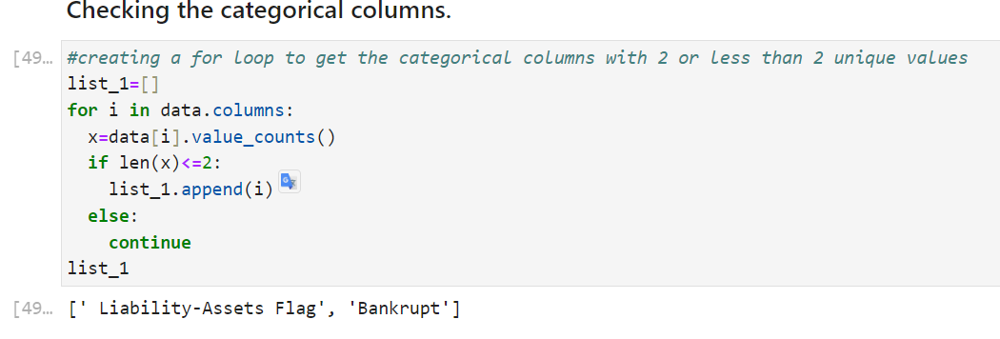 Checking the categorical columns.
[49... #creating a for loop to get the categorical columns with 2 or less than 2 unique values
list_1=[]
for i in data.columns:
  x=data[i].value_counts()
  if len(x)<=2:
    list_1.append(i)
  else:
    continue
list_1
[49... [' Liability-Assets Flag', 'Bankrupt']